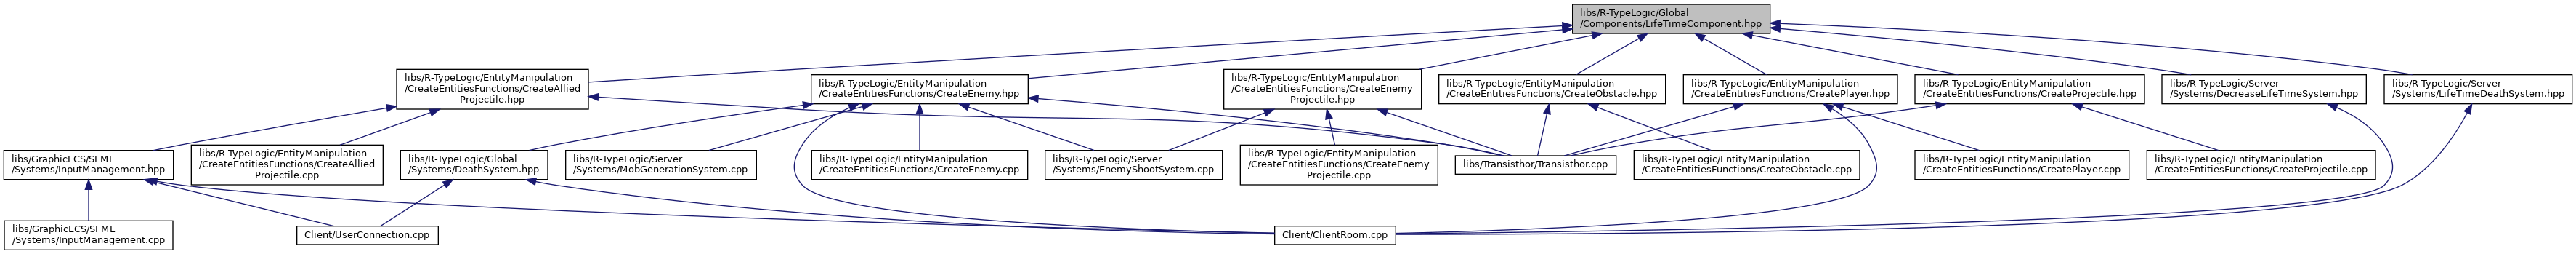 libs/R-TypeLogic/Global
/Components/LifeTimeComponent.hpp
libs/R-TypeLogic/EntityManipulation
/CreateEntitiesFunctions/CreateAllied
Projectile.hpp
libs/R-TypeLogic/EntityManipulation
/CreateEntitiesFunctions/CreateEnemy.hpp
libs/R-TypeLogic/EntityManipulation
/CreateEntitiesFunctions/CreateEnemy
Projectile.hpp
libs/R-TypeLogic/EntityManipulation
/CreateEntitiesFunctions/CreateObstacle.hpp
libs/R-TypeLogic/EntityManipulation
/CreateEntitiesFunctions/CreatePlayer.hpp
libs/R-TypeLogic/EntityManipulation
/CreateEntitiesFunctions/CreateProjectile.hpp
libs/R-TypeLogic/Server
/Systems/DecreaseLifeTimeSystem.hpp
libs/R-TypeLogic/Server
/Systems/LifeTimeDeathSystem.hpp
libs/GraphicECS/SFML
/Systems/InputManagement.hpp
libs/R-TypeLogic/EntityManipulation
/CreateEntitiesFunctions/CreateAllied
Projectile.cpp
libs/R-TypeLogic/Global
/Systems/DeathSystem.hpp
libs/R-TypeLogic/Server
/Systems/MobGenerationSystem.cpp
libs/R-TypeLogic/EntityManipulation
/CreateEntitiesFunctions/CreateEnemy.cpp
libs/R-TypeLogic/Server
/Systems/EnemyShootSystem.cpp
libs/R-TypeLogic/EntityManipulation
/CreateEntitiesFunctions/CreateEnemy
Projectile.cpp
libs/Transisthor/Transisthor.cpp
libs/R-TypeLogic/EntityManipulation
/CreateEntitiesFunctions/CreateObstacle.cpp
libs/R-TypeLogic/EntityManipulation
/CreateEntitiesFunctions/CreatePlayer.cpp
libs/R-TypeLogic/EntityManipulation
/CreateEntitiesFunctions/CreateProjectile.cpp
libs/GraphicECS/SFML
/Systems/InputManagement.cpp
Client/UserConnection.cpp
Client/ClientRoom.cpp